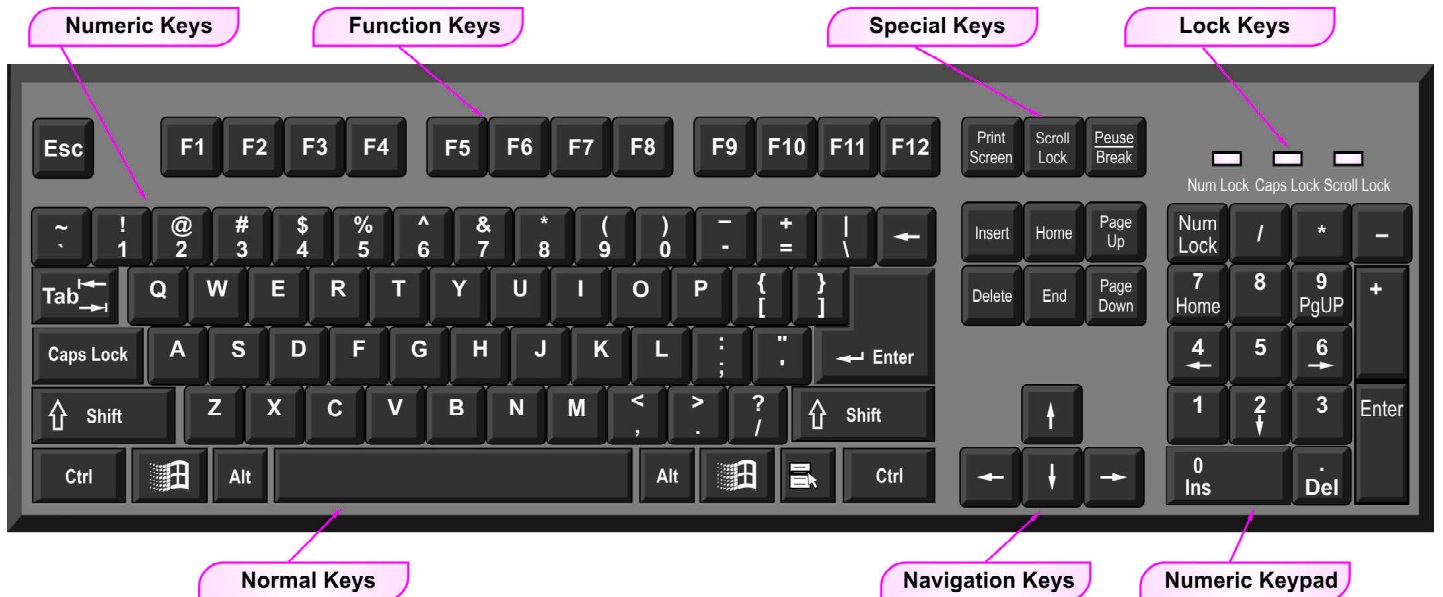 Numeric Keys
Function Keys
Special Keys
Lock Keys
Esc
F1 F2 F3 F4
F5 F6 F7 F8
F9 F10 F11 F12
Print
Screen
Scroll
Lock
Peuse
Break
Num Lock Caps Lock Scroll Lock
~
`
!
1
@
2
#
3
$
4
%
5
^
6
&
7
*
8
(
9
)
0
–
-
+
=
|
\
←
Insert
Home
Page
Up
Num
Lock
/
*
–
Tab
Q W E R T Y U I O P
{
[
}
]
Delete
End
Page
Down
7
Home
8
9
PgUP
+
Caps Lock
A S D F G H J K L
:
;
"
'
Enter
4
←
5
6
→
Shift
Z X C V B N M
<
,
>
.
?
/
Shift
↑
1
2
↓
3
Enter
Ctrl
Alt
Alt
Ctrl
← ↓ →
0
Ins
.
Del
Normal Keys
Navigation Keys
Numeric Keypad